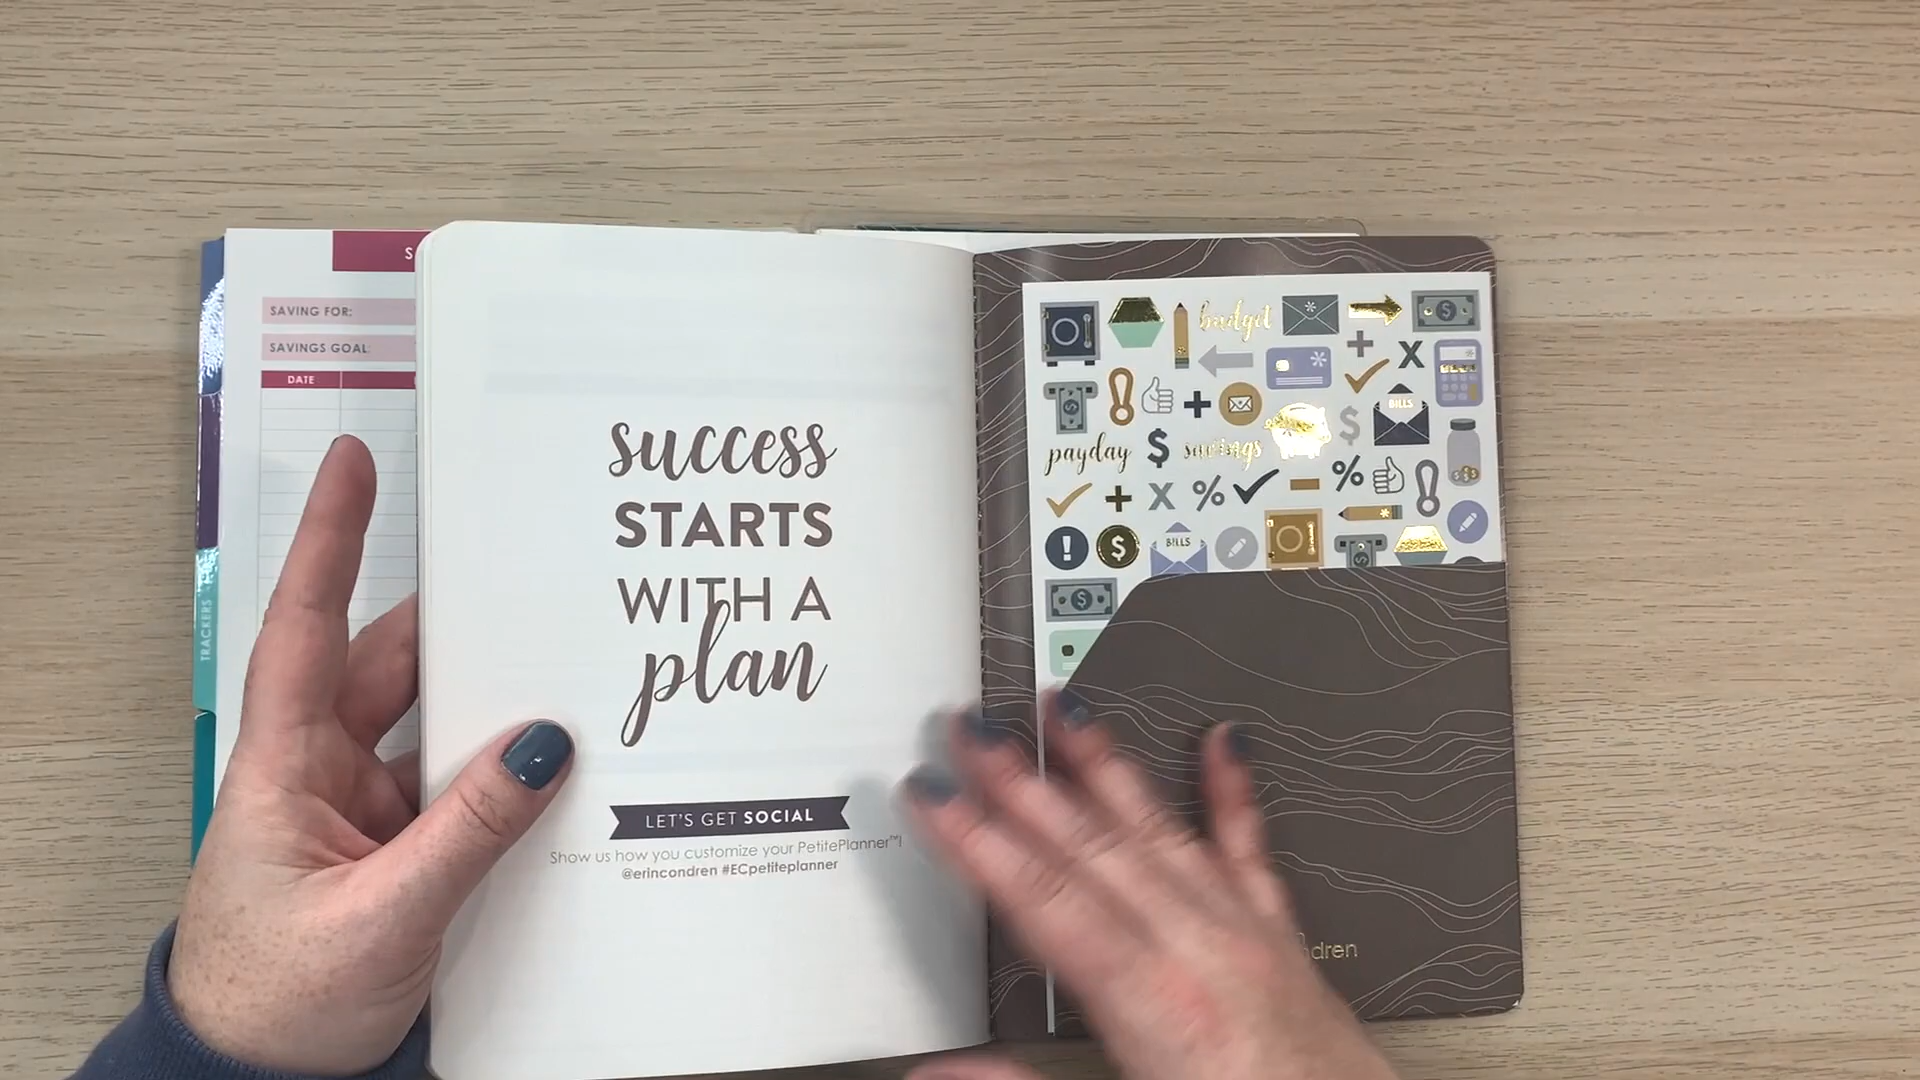 SAVING FOR:
SAVINGS GOAL:
DATE
TRACKERS
success
STARTS
WITH A
plan
LET'S GET SOCIAL
Show us how you customize your PetitePlanner™!
@erincondren #ECpetiteplanner
budget
BILLS
payday $ savings $
% %
BILLS